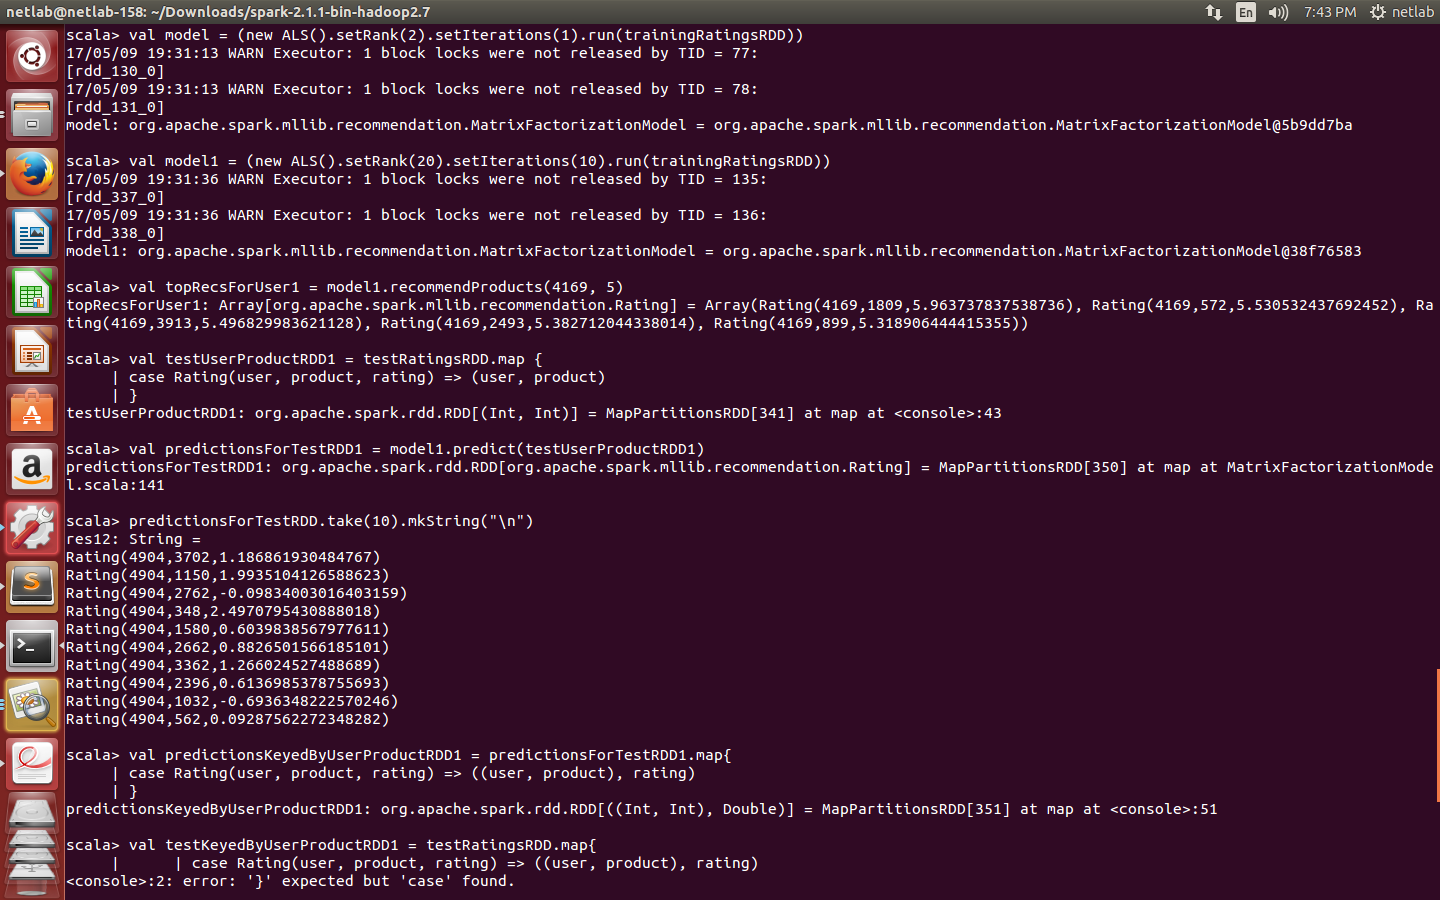 netlab@netlab-158: ~/Downloads/spark-2.1.1-bin-hadoop2.7 En 7:43 PM netlab
scala> val model = (new ALS().setRank(2).setIterations(1).run(trainingRatingsRDD))
17/05/09 19:31:13 WARN Executor: 1 block locks were not released by TID = 77:
[rdd_130_0]
17/05/09 19:31:13 WARN Executor: 1 block locks were not released by TID = 78:
[rdd_131_0]
model: org.apache.spark.mllib.recommendation.MatrixFactorizationModel = org.apache.spark.mllib.recommendation.MatrixFactorizationModel@5b9dd7ba
scala> val model1 = (new ALS().setRank(20).setIterations(10).run(trainingRatingsRDD))
17/05/09 19:31:36 WARN Executor: 1 block locks were not released by TID = 135:
[rdd_337_0]
17/05/09 19:31:36 WARN Executor: 1 block locks were not released by TID = 136:
[rdd_338_0]
model1: org.apache.spark.mllib.recommendation.MatrixFactorizationModel = org.apache.spark.mllib.recommendation.MatrixFactorizationModel@38f76583
scala> val topRecsForUser1 = model1.recommendProducts(4169, 5)
topRecsForUser1: Array[org.apache.spark.mllib.recommendation.Rating] = Array(Rating(4169,1809,5.963737837538736), Rating(4169,572,5.530532437692452), Ra
ting(4169,3913,5.496829983621128), Rating(4169,2493,5.382712044338014), Rating(4169,899,5.318906444415355))
scala> val testUserProductRDD1 = testRatingsRDD.map {
| case Rating(user, product, rating) => (user, product)
| }
testUserProductRDD1: org.apache.spark.rdd.RDD[(Int, Int)] = MapPartitionsRDD[341] at map at <console>:43
scala> val predictionsForTestRDD1 = model1.predict(testUserProductRDD1)
predictionsForTestRDD1: org.apache.spark.rdd.RDD[org.apache.spark.mllib.recommendation.Rating] = MapPartitionsRDD[350] at map at MatrixFactorizationMode
l.scala:141
scala> predictionsForTestRDD.take(10).mkString("\n")
res12: String =
Rating(4904,3702,1.186861930484767)
Rating(4904,1150,1.9935104126588623)
Rating(4904,2762,-0.09834003016403159)
Rating(4904,348,2.4970795430888018)
Rating(4904,1580,0.6039838567977611)
Rating(4904,2662,0.8826501566185101)
Rating(4904,3362,1.266024527488689)
Rating(4904,2396,0.6136985378755693)
Rating(4904,1032,-0.6936348222570246)
Rating(4904,562,0.09287562272348282)
scala> val predictionsKeyedByUserProductRDD1 = predictionsForTestRDD1.map{
| case Rating(user, product, rating) => ((user, product), rating)
| }
predictionsKeyedByUserProductRDD1: org.apache.spark.rdd.RDD[((Int, Int), Double)] = MapPartitionsRDD[351] at map at <console>:51
scala> val testKeyedByUserProductRDD1 = testRatingsRDD.map{
| | case Rating(user, product, rating) => ((user, product), rating)
<console>:2: error: '}' expected but 'case' found.